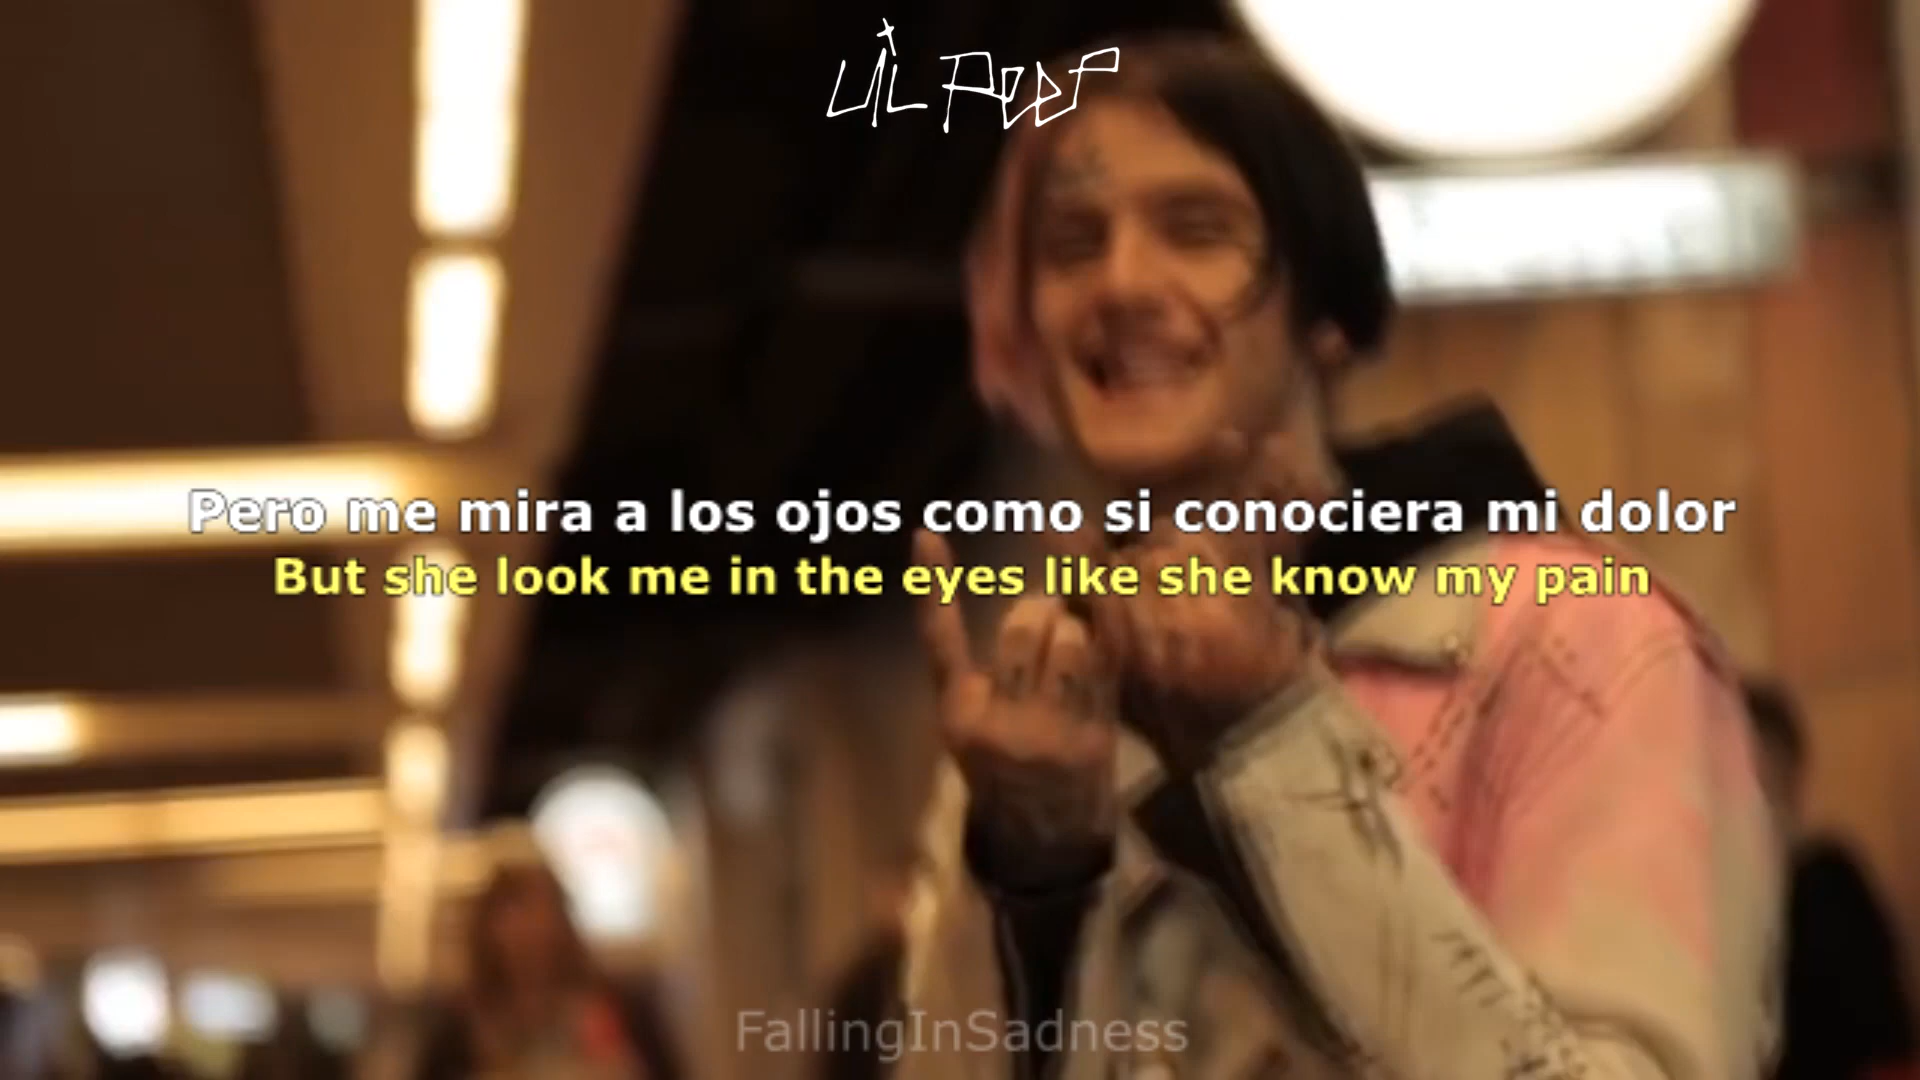 LiL PEEP
Pero me mira a los ojos como si conociera mi dolor
But she look me in the eyes like she know my pain
FallingInSadness